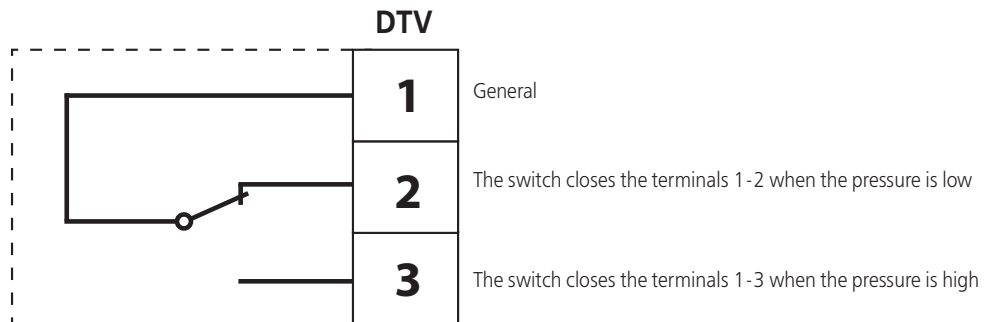 DTV
1 General
2 The switch closes the terminals 1-2 when the pressure is low
3 The switch closes the terminals 1-3 when the pressure is high